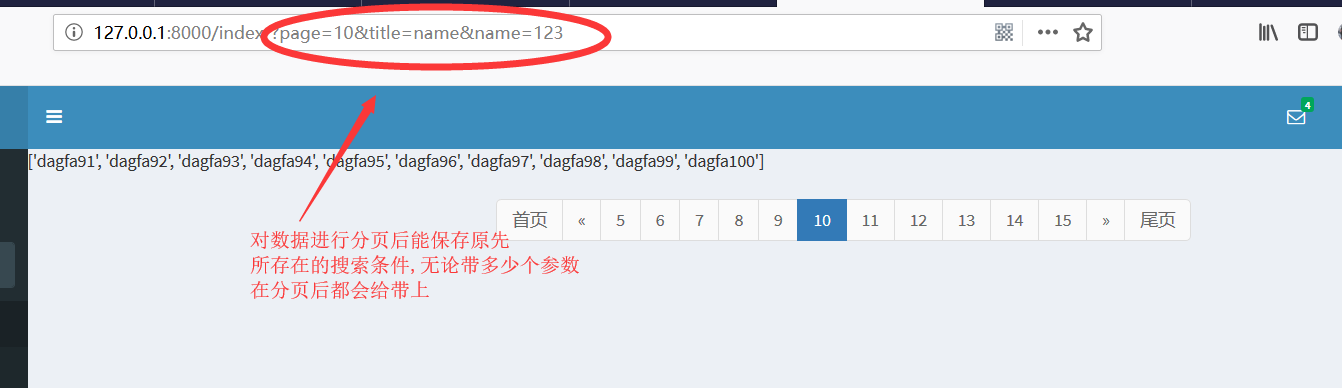 127.0.0.1:8000/index/?page=10&title=name&name=123
4
['dagfa91', 'dagfa92', 'dagfa93', 'dagfa94', 'dagfa95', 'dagfa96', 'dagfa97', 'dagfa98', 'dagfa99', 'dagfa100']
首页 « 5 6 7 8 9 10 11 12 13 14 15 » 尾页
对数据进行分页后能保存原先
所存在的搜索条件,无论带多少个参数
在分页后都会给带上